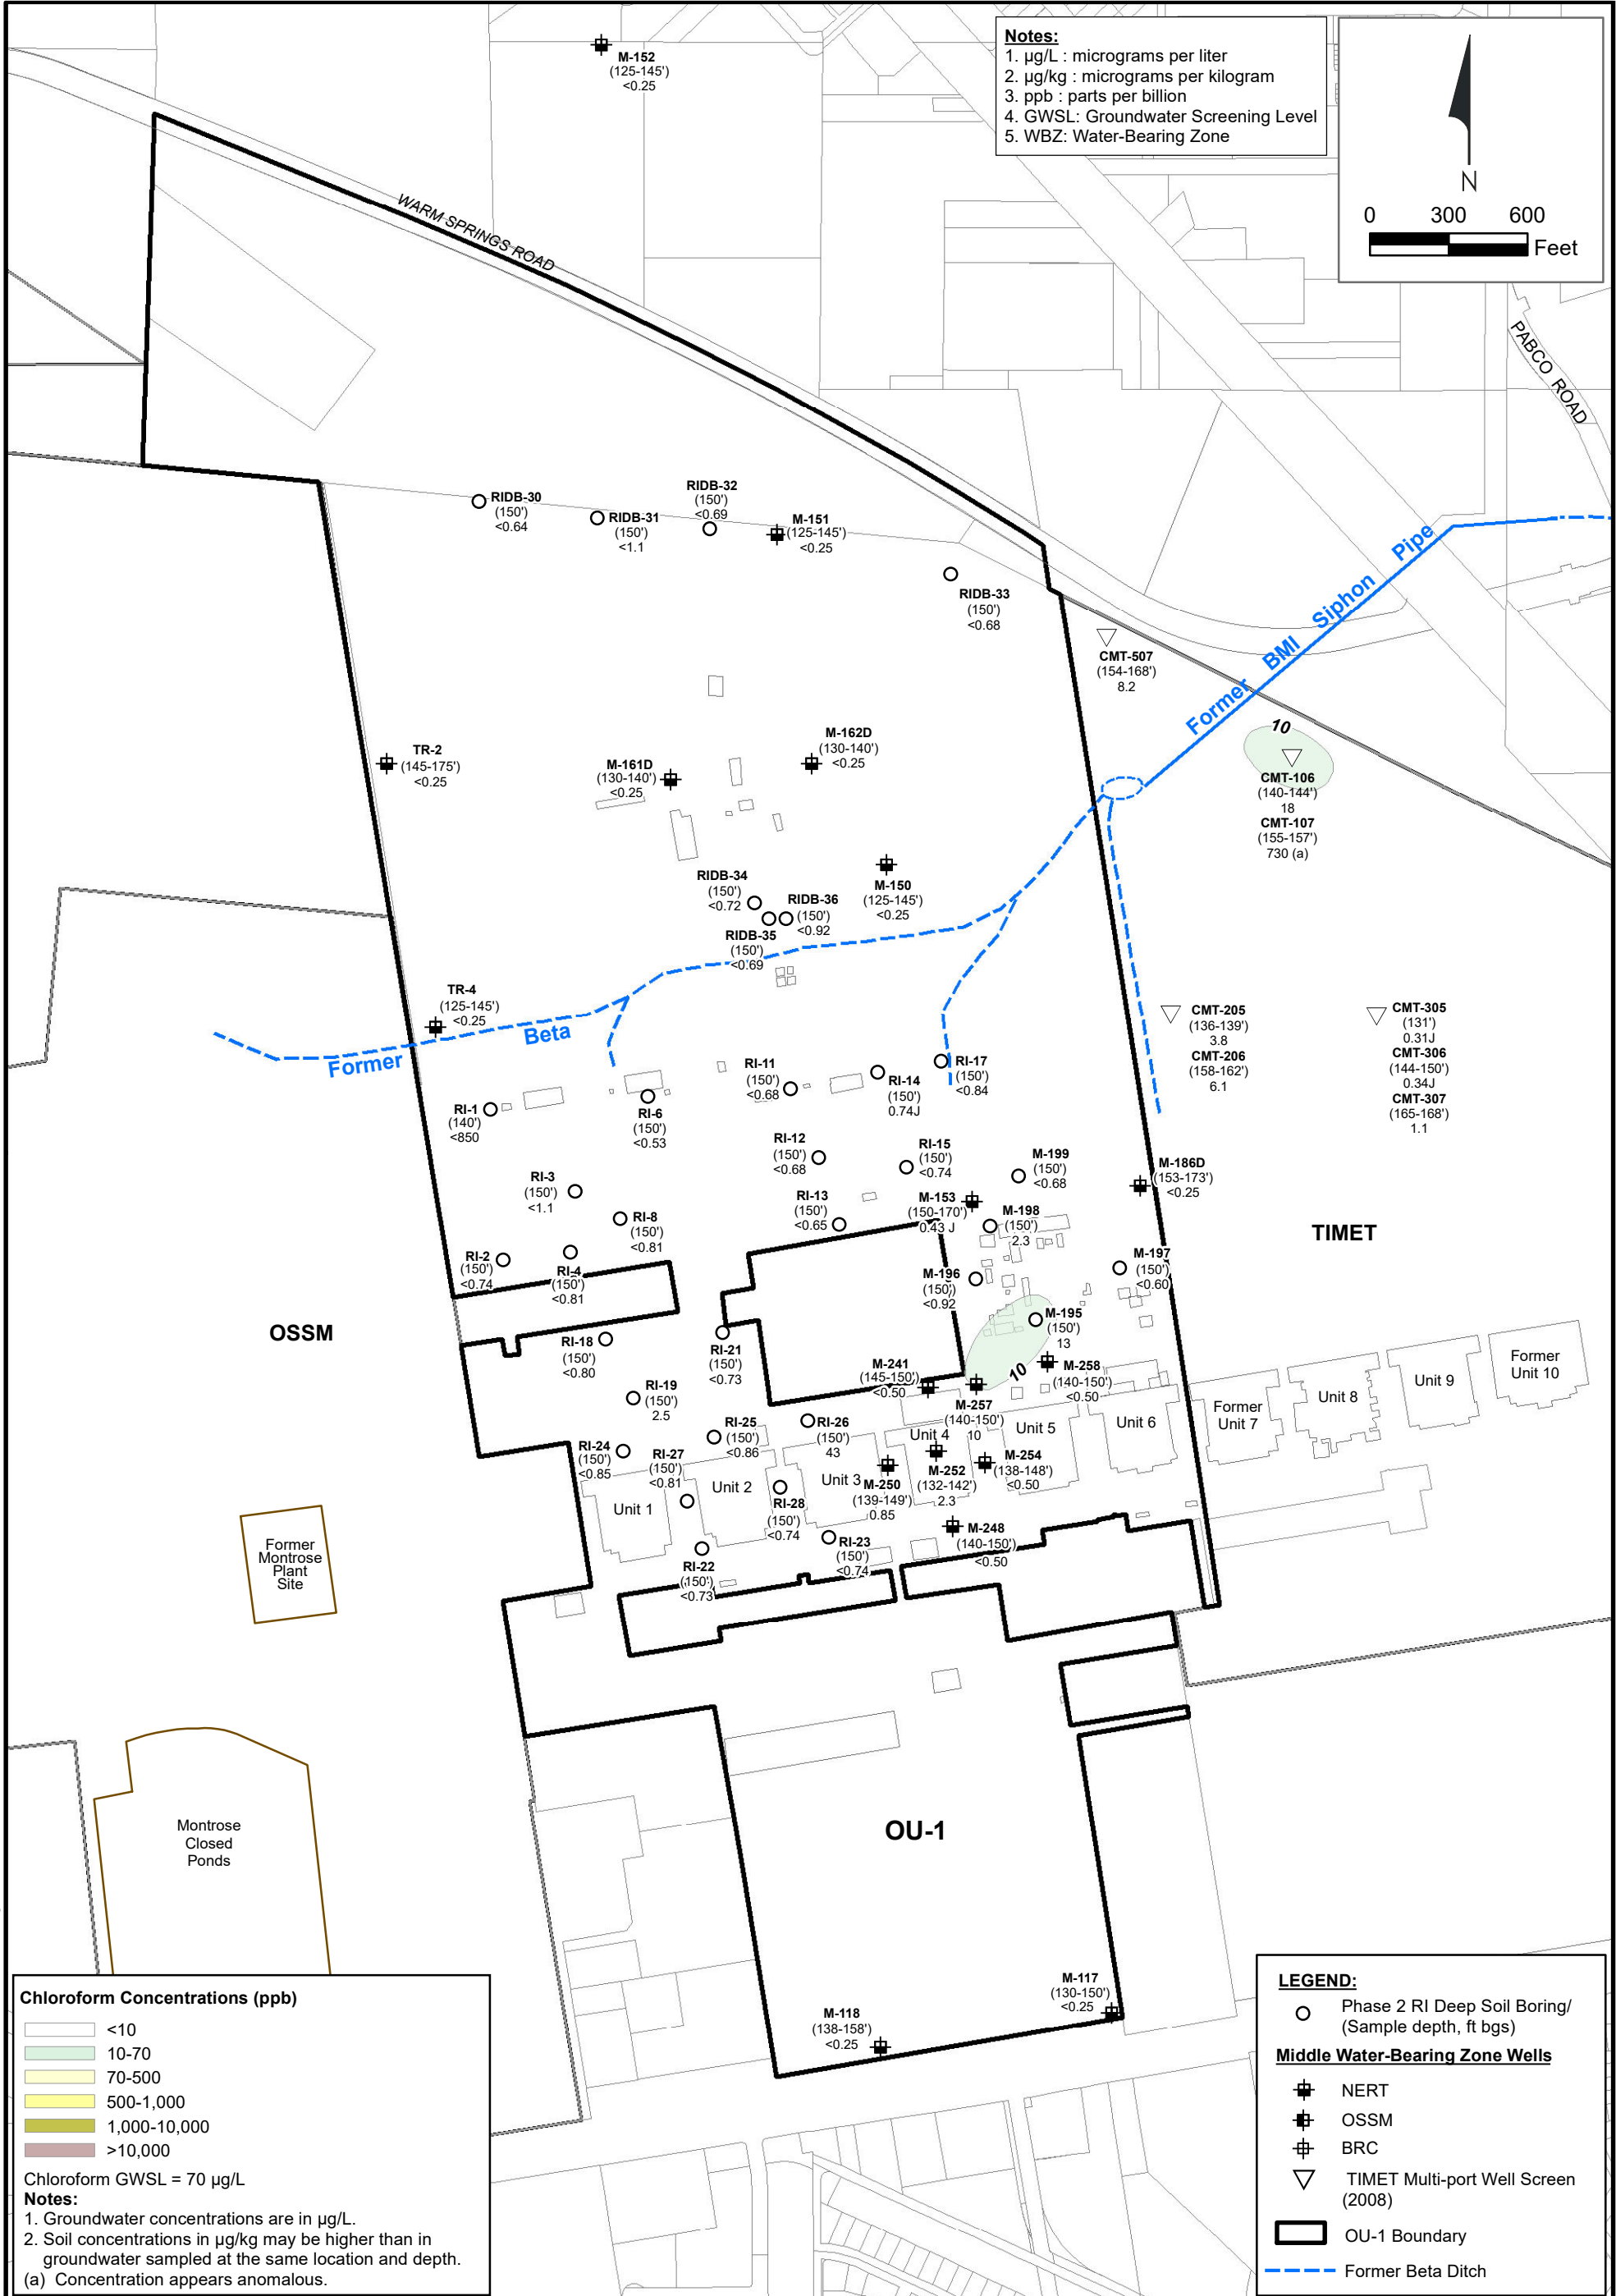 Notes:
1. µg/L : micrograms per liter
2. µg/kg : micrograms per kilogram
3. ppb : parts per billion
4. GWSL: Groundwater Screening Level
5. WBZ: Water-Bearing Zone
N
0 300 600
Feet
M-152
(125-145')
<0.25
WARM SPRINGS ROAD
PABCO ROAD
RIDB-30
(150')
<0.64
RIDB-31
(150')
<1.1
RIDB-32
(150')
<0.69
M-151
(125-145')
<0.25
RIDB-33
(150')
<0.68
Former BMI Siphon Pipe
CMT-507
(154-168')
8.2
10
CMT-106
(140-144')
18
CMT-107
(155-157')
730 (a)
TR-2
(145-175')
<0.25
M-161D
(130-140')
<0.25
M-162D
(130-140')
<0.25
M-150
(125-145')
<0.25
RIDB-34
(150')
<0.72
RIDB-36
(150')
<0.92
RIDB-35
(150')
<0.69
TR-4
(125-145')
<0.25
Former Beta
CMT-205
(136-139')
3.8
CMT-206
(158-162')
6.1
CMT-305
(131')
0.31J
CMT-306
(144-150')
0.34J
CMT-307
(165-168')
1.1
RI-1
(140')
<850
RI-6
(150')
<0.53
RI-11
(150')
<0.68
RI-14
(150')
0.74J
RI-17
(150')
<0.84
RI-12
(150')
<0.68
RI-15
(150')
<0.74
M-199
(150')
<0.68
M-186D
(153-173')
<0.25
RI-3
(150')
<1.1
RI-8
(150')
<0.81
RI-13
(150')
<0.65
M-153
(150-170')
0.43 J
M-198
(150')
2.3
TIMET
RI-2
(150')
<0.74
RI-4
(150')
<0.81
M-196
(150')
<0.92
M-197
(150')
<0.60
OSSM
RI-18
(150')
<0.80
RI-21
(150')
<0.73
M-195
(150')
13
10
M-241
(145-150')
<0.50
M-258
(140-150')
<0.50
M-257
(140-150')
10
RI-19
(150')
2.5
RI-25
(150')
<0.86
RI-26
(150')
43
RI-24
(150')
<0.85
RI-27
(150')
<0.81
Unit 1
Unit 2
Unit 3
Unit 4
Unit 5
Unit 6
Former
Unit 7
Unit 8
Unit 9
Former
Unit 10
M-250
(139-149')
0.85
M-252
(132-142')
2.3
M-254
(138-148')
<0.50
RI-28
(150')
<0.74
RI-23
(150')
<0.74
M-248
(140-150')
<0.50
RI-22
(150')
<0.73
Former
Montrose
Plant
Site
Montrose
Closed
Ponds
OU-1
M-117
(130-150')
<0.25
M-118
(138-158')
<0.25
Chloroform Concentrations (ppb)
<10
10-70
70-500
500-1,000
1,000-10,000
>10,000
Chloroform GWSL = 70 µg/L
Notes:
1. Groundwater concentrations are in µg/L.
2. Soil concentrations in µg/kg may be higher than in
groundwater sampled at the same location and depth.
(a) Concentration appears anomalous.
LEGEND:
Phase 2 RI Deep Soil Boring/
(Sample depth, ft bgs)
Middle Water-Bearing Zone Wells
NERT
OSSM
BRC
TIMET Multi-port Well Screen
(2008)
OU-1 Boundary
Former Beta Ditch